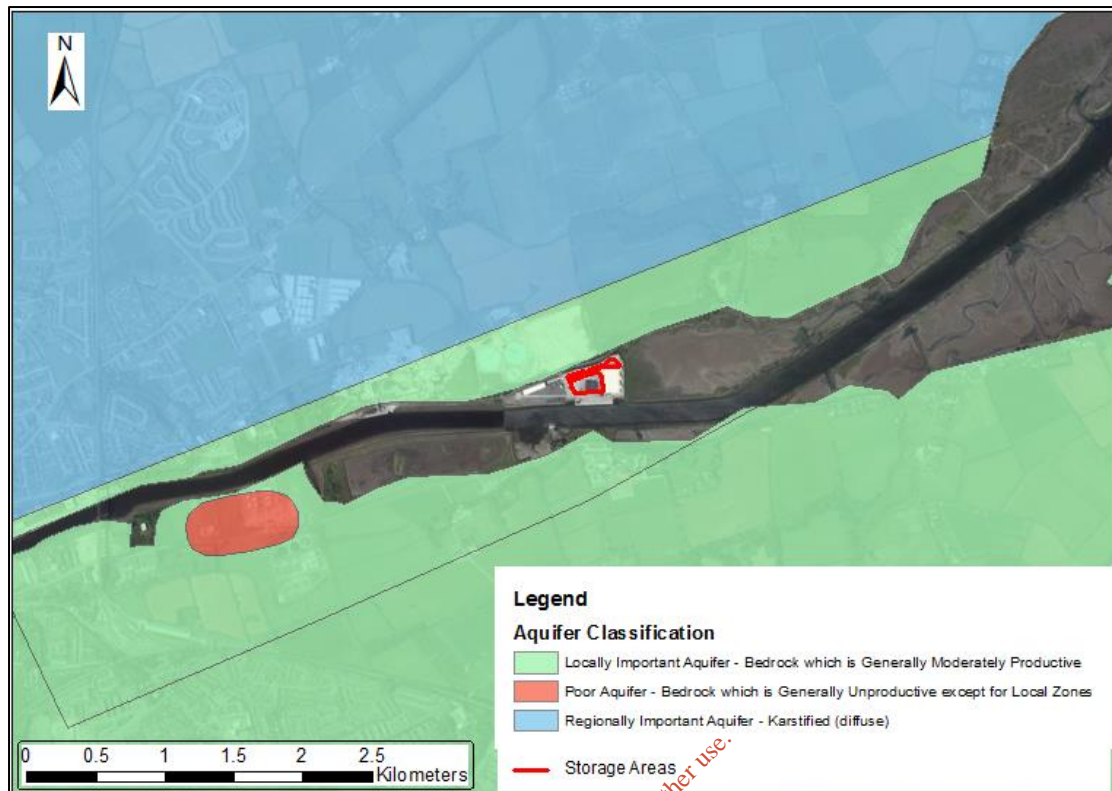 N
Legend
Aquifer Classification
Locally Important Aquifer - Bedrock which is Generally Moderately Productive
Poor Aquifer - Bedrock which is Generally Unproductive except for Local Zones
Regionally Important Aquifer - Karstified (diffuse)
Storage Areas
0 0.5 1 1.5 2 2.5
Kilometers
use.